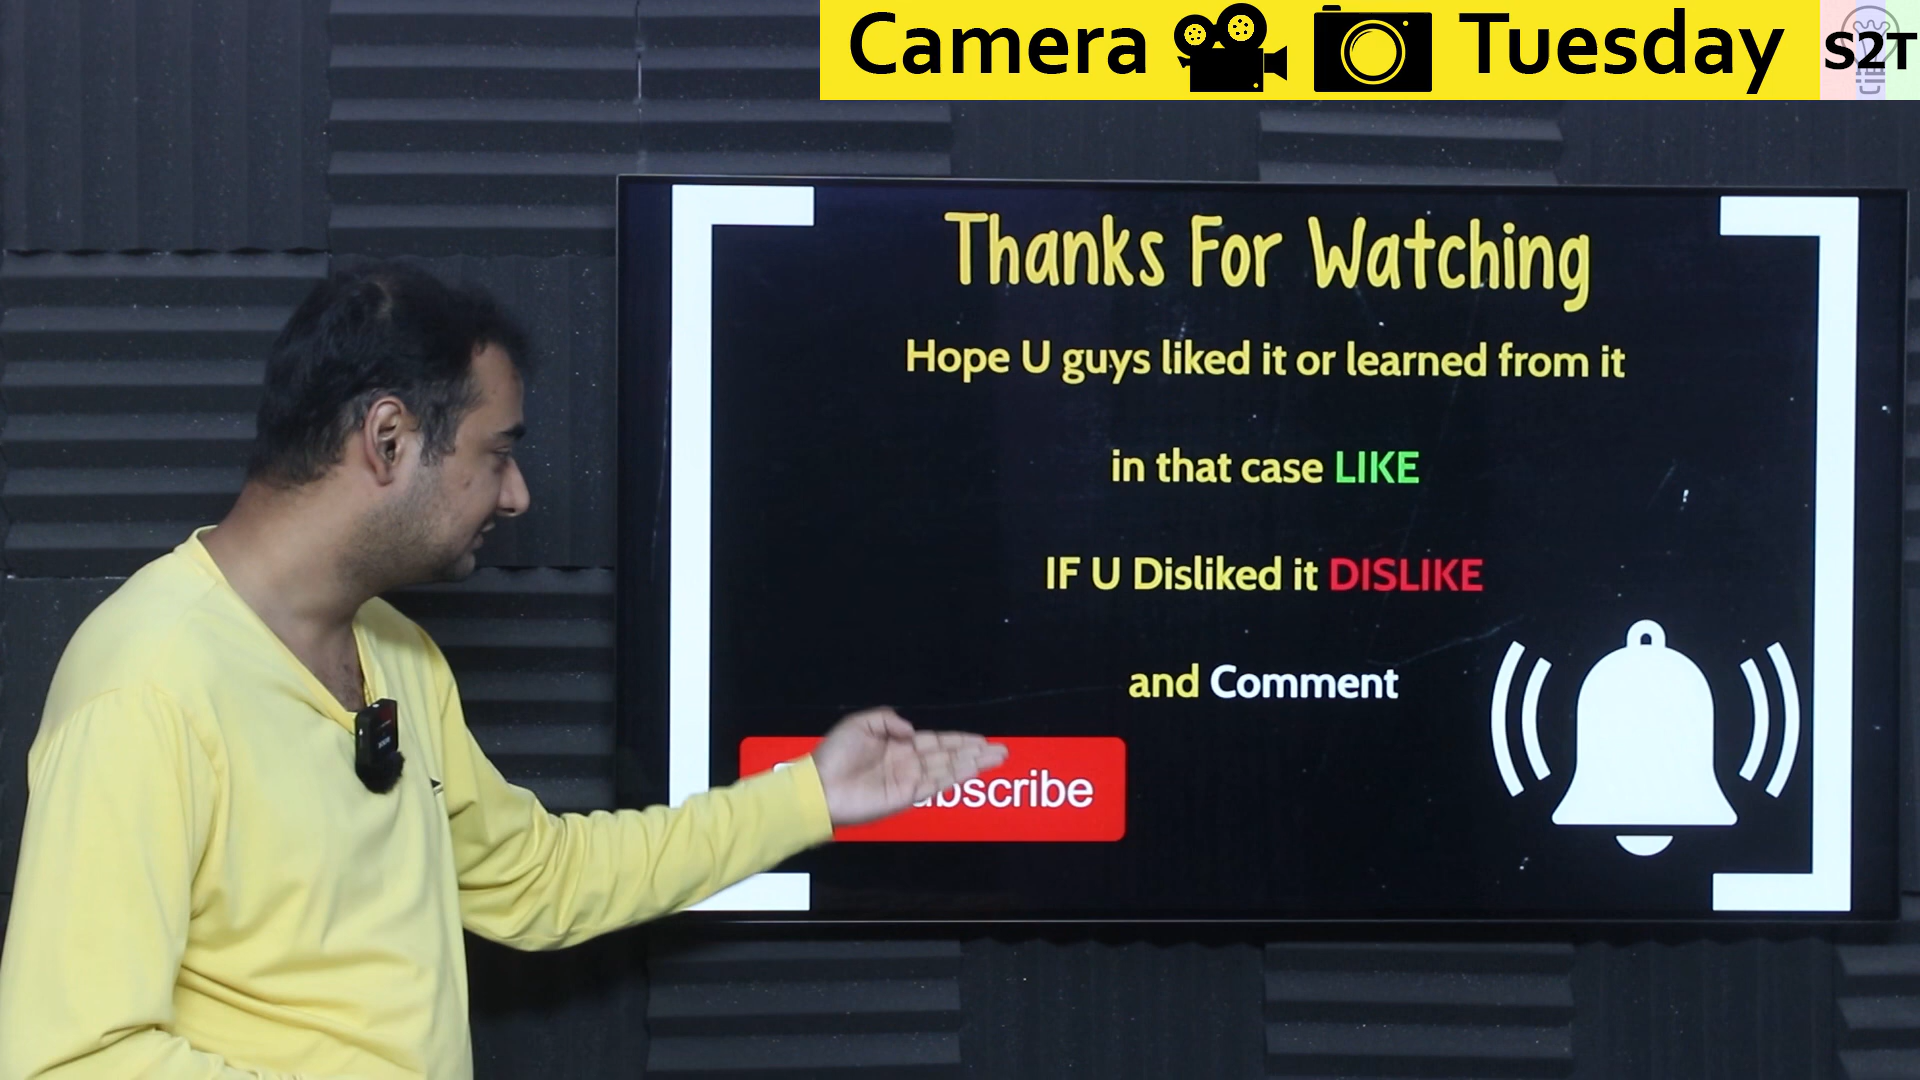 Camera Tuesday
S2T
Thanks For Watching
Hope U guys liked it or learned from it
in that case LIKE
IF U Disliked it DISLIKE
and Comment